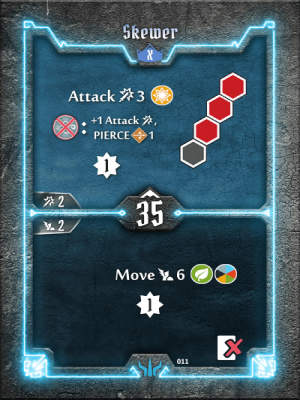 Skewer
X
Attack 3
: +1 Attack ,
PIERCE 1
1
2
35
2
Move 6
1
011